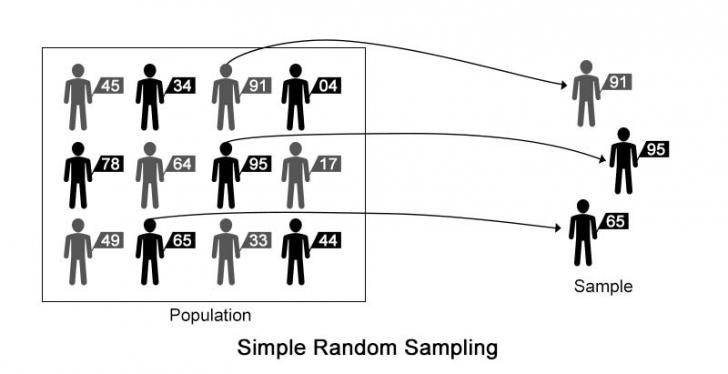 45 34 91 04
91
78 64 95 17
95
49 65 33 44
65
Sample
Population
Simple Random Sampling